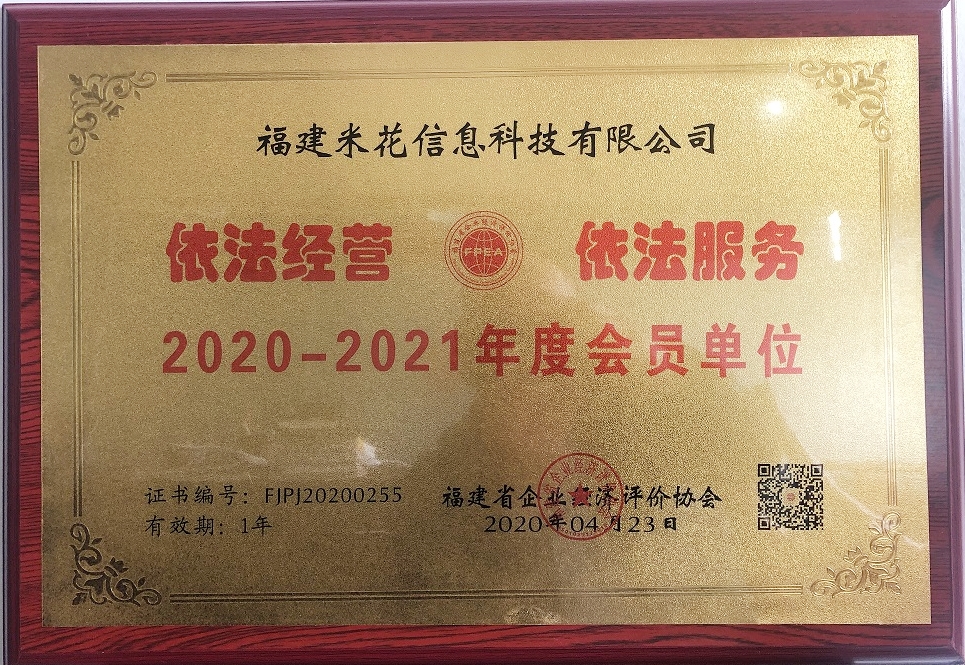 福建米花信息科技有限公司
依法经营 依法服务
FPEA
2020-2021年度会员单位
证书编号：FJPJ20200255 福建省企业经济评价协会
有效期：1年 2020年04月23日